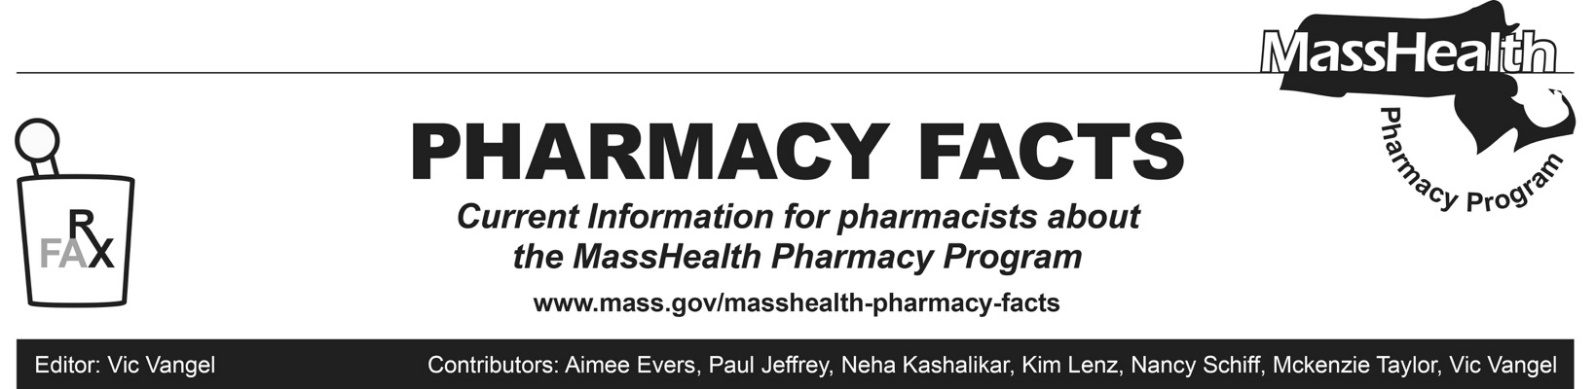 MassHealth
Pharmacy Program
PHARMACY FACTS
Current Information for pharmacists about
the MassHealth Pharmacy Program
www.mass.gov/masshealth-pharmacy-facts
R
FAX
Editor: Vic Vangel
Contributors: Aimee Evers, Paul Jeffrey, Neha Kashalikar, Kim Lenz, Nancy Schiff, Mckenzie Taylor, Vic Vangel